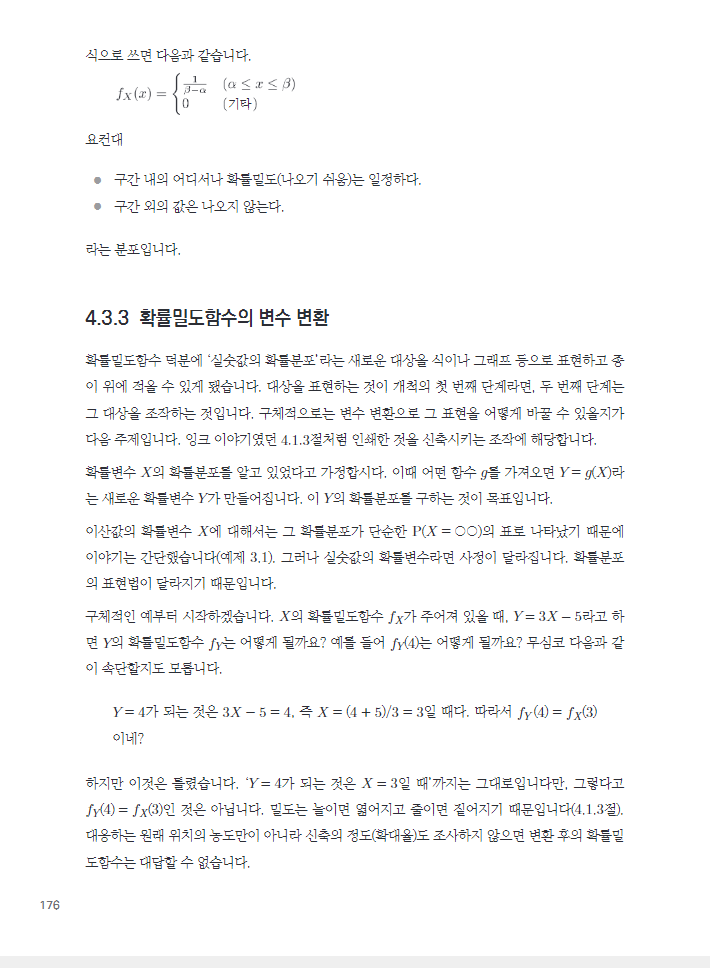 식으로 쓰면 다음과 같습니다.
fX(x) = { 1/(β−α) (α ≤ x ≤ β)
0 (기타)
요컨대
● 구간 내의 어디서나 확률밀도(나오기 쉬움)는 일정하다.
● 구간 외의 값은 나오지 않는다.
라는 분포입니다.
4.3.3 확률밀도함수의 변수 변환
확률밀도함수 덕분에 ‘실숫값의 확률분포’라는 새로운 대상을 식이나 그래프 등으로 표현하고 종
이 위에 적을 수 있게 됐습니다. 대상을 표현하는 것이 개척의 첫 번째 단계라면, 두 번째 단계는
그 대상을 조작하는 것입니다. 구체적으로는 변수 변환으로 그 표현을 어떻게 바꿀 수 있을지가
다음 주제입니다. 잉크 이야기였던 4.1.3절처럼 인쇄한 것을 신축시키는 조작에 해당합니다.
확률변수 X의 확률분포를 알고 있었다고 가정합시다. 이때 어떤 함수 g를 가져오면 Y = g(X)라
는 새로운 확률변수 Y가 만들어집니다. 이 Y의 확률분포를 구하는 것이 목표입니다.
이산값의 확률변수 X에 대해서는 그 확률분포가 단순한 P(X = ○○)의 표로 나타났기 때문에
이야기는 간단했습니다(예제 3.1). 그러나 실숫값의 확률변수라면 사정이 달라집니다. 확률분포
의 표현법이 달라지기 때문입니다.
구체적인 예부터 시작하겠습니다. X의 확률밀도함수 fX가 주어져 있을 때, Y = 3X − 5라고 하
면 Y의 확률밀도함수 fY는 어떻게 될까요? 예를 들어 fY(4)는 어떻게 될까요? 무심코 다음과 같
이 속단할지도 모릅니다.
Y = 4가 되는 것은 3X − 5 = 4, 즉 X = (4 + 5)/3 = 3일 때다. 따라서 fY(4) = fX(3)
이네?
하지만 이것은 틀렸습니다. ‘Y = 4가 되는 것은 X = 3일 때’까지는 그대로입니다만, 그렇다고
fY(4) = fX(3)인 것은 아닙니다. 밀도는 늘이면 엷어지고 줄이면 짙어지기 때문입니다(4.1.3절).
대응하는 원래 위치의 농도만이 아니라 신축의 정도(확대율)도 조사하지 않으면 변환 후의 확률밀
도함수는 대답할 수 없습니다.
176